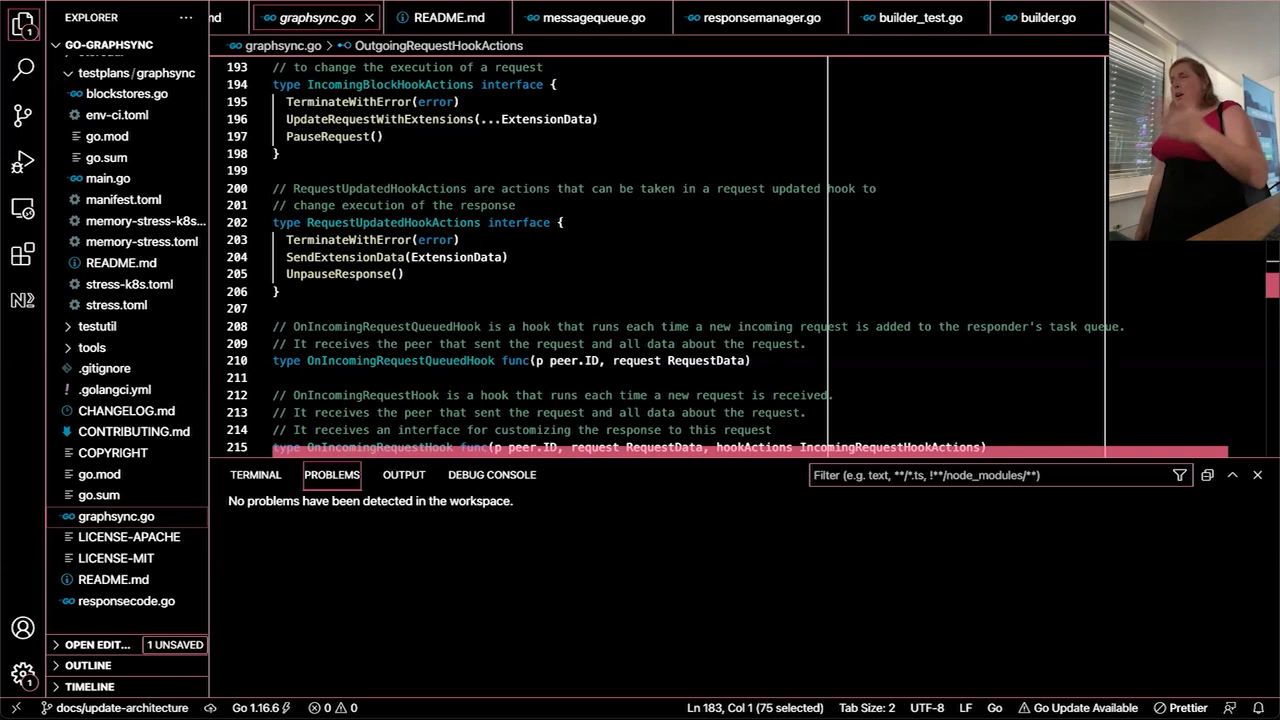 EXPLORER
GO-GRAPHSYNC
testplans/graphsync
blockstores.go
env-ci.toml
go.mod
go.sum
main.go
manifest.toml
memory-stress-k8s...
memory-stress.toml
README.md
stress-k8s.toml
stress.toml
testutil
tools
.gitignore
.golangci.yml
CHANGELOG.md
CONTRIBUTING.md
COPYRIGHT
go.mod
go.sum
graphsync.go
LICENSE-APACHE
LICENSE-MIT
README.md
responsecode.go
OPEN EDIT... 1 UNSAVED
OUTLINE
TIMELINE
nd graphsync.go README.md messagequeue.go responsemanager.go builder_test.go builder.go
graphsync.go > OutgoingRequestHookActions
193 // to change the execution of a request
194 type IncomingBlockHookActions interface {
195 TerminateWithError(error)
196 UpdateRequestWithExtensions(...ExtensionData)
197 PauseRequest()
198 }
199
200 // RequestUpdatedHookActions are actions that can be taken in a request updated hook to
201 // change execution of the response
202 type RequestUpdatedHookActions interface {
203 TerminateWithError(error)
204 SendExtensionData(ExtensionData)
205 UnpauseResponse()
206 }
207
208 // OnIncomingRequestQueuedHook is a hook that runs each time a new incoming request is added to the responder's task queue.
209 // It receives the peer that sent the request and all data about the request.
210 type OnIncomingRequestQueuedHook func(p peer.ID, request RequestData)
211
212 // OnIncomingRequestHook is a hook that runs each time a new request is received.
213 // It receives the peer that sent the request and all data about the request.
214 // It receives an interface for customizing the response to this request
215 type OnIncomingRequestHook func(p peer.ID, request RequestData, hookActions IncomingRequestHookActions)
TERMINAL PROBLEMS OUTPUT DEBUG CONSOLE
Filter (e.g. text, **/*.ts, !**/node_modules/**)
No problems have been detected in the workspace.
docs/update-architecture Go 1.16.6 0 0 Ln 183, Col 1 (75 selected) Tab Size: 2 UTF-8 LF Go Go Update Available Prettier